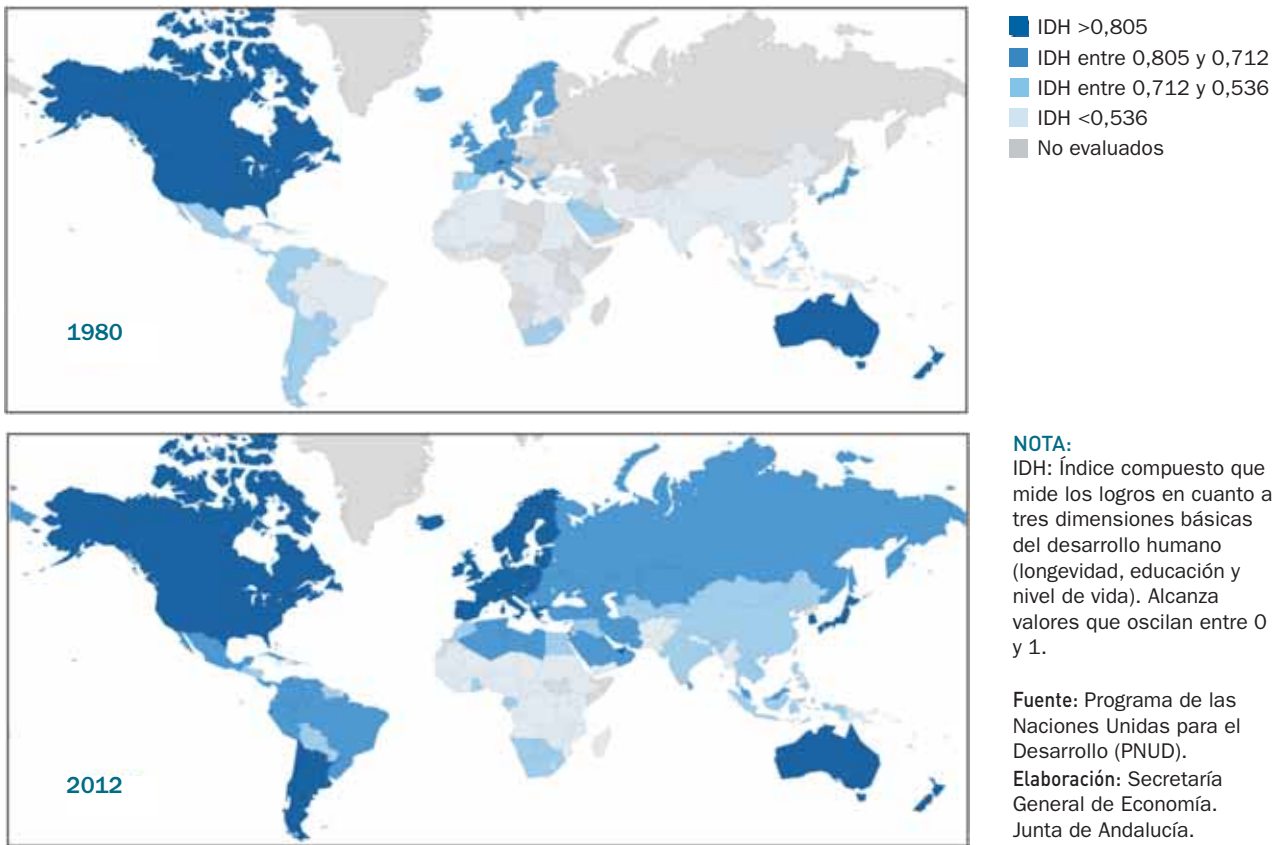 IDH >0,805
IDH entre 0,805 y 0,712
IDH entre 0,712 y 0,536
IDH <0,536
No evaluados
1980
2012
NOTA:
IDH: Índice compuesto que
mide los logros en cuanto a
tres dimensiones básicas
del desarrollo humano
(longevidad, educación y
nivel de vida). Alcanza
valores que oscilan entre 0
y 1.
Fuente: Programa de las
Naciones Unidas para el
Desarrollo (PNUD).
Elaboración: Secretaría
General de Economía.
Junta de Andalucía.